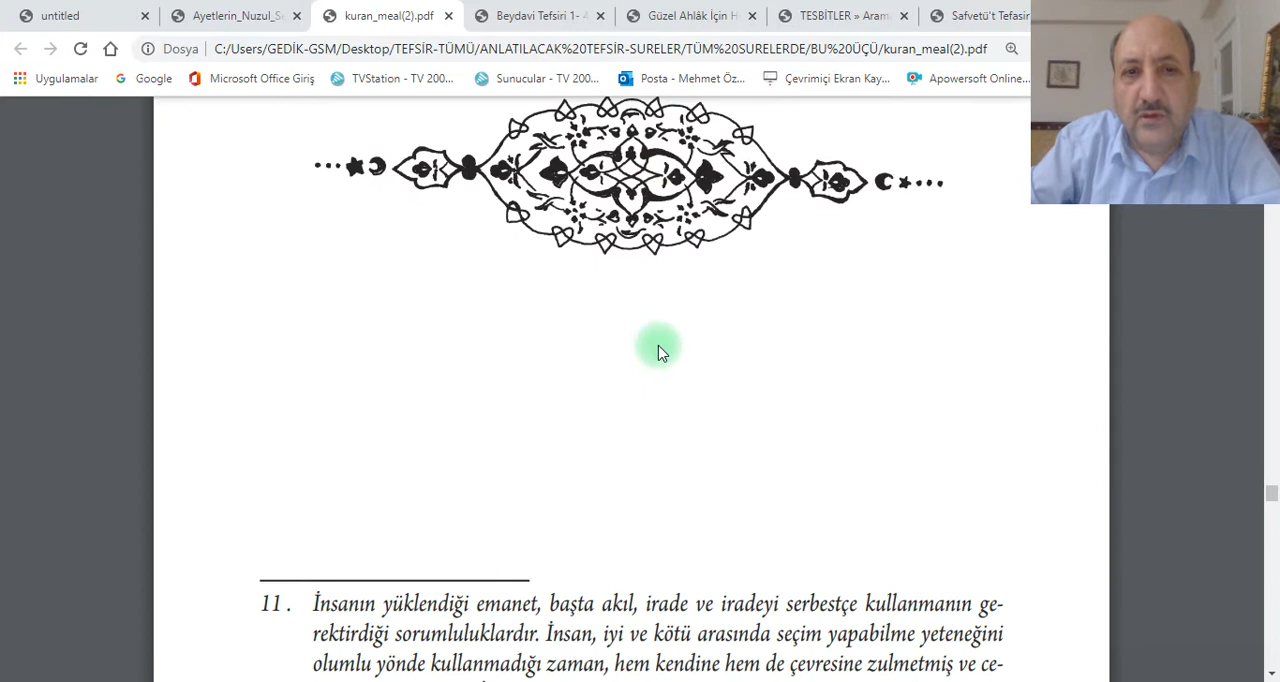 untitled
Ayetlerin_Nuzul_S
kuran_meal(2).pdf
Beydavi Tefsiri 1- 4
Güzel Ahlâk İçin H
TESBİTLER » Aram
Safvetü't Tefasir
Dosya
C:/Users/GEDİK-GSM/Desktop/TEFSİR-TÜMÜ/ANLATILACAK%20TEFSİR-SURELER/TÜM%20SURELERDE/BU%20ÜÇÜ/kuran_meal(2).pdf
Uygulamalar
Google
Microsoft Office Giriş
TVStation - TV 200...
Sunucular - TV 200...
Posta - Mehmet Öz...
Çevrimiçi Ekran Kay...
Apowersoft Online...
11 . İnsanın yüklendiği emanet, başta akıl, irade ve iradeyi serbestçe kullanmanın ge-
rektirdiği sorumluluklardır. İnsan, iyi ve kötü arasında seçim yapabilme yeteneğini
olumlu yönde kullanmadığı zaman, hem kendine hem de çevresine zulmetmiş ve ce-